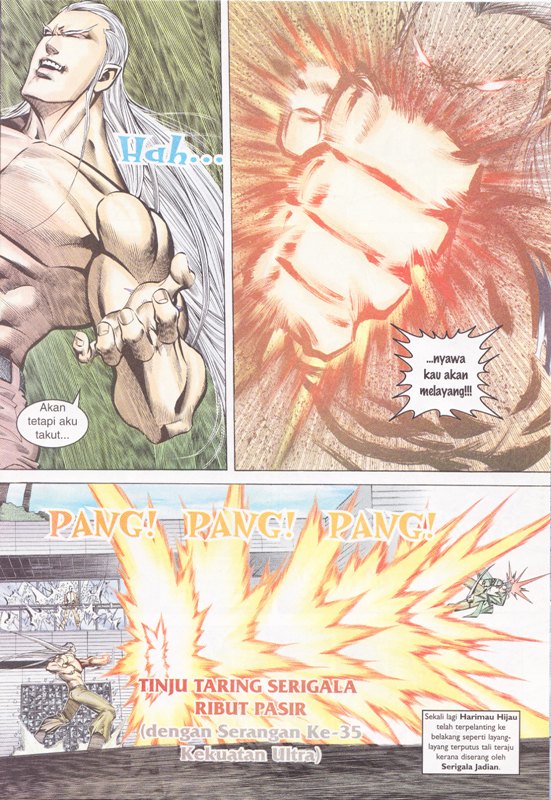 Hah...
Akan
tetapi aku
takut...
...nyawa
kau akan
melayang!!!
PANG! PANG! PANG!
TINJU TARING SERIGALA
RIBUT PASIR
(dengan Serangan Ke-35
Kekuatan Ultra)
Sekali lagi Harimau Hijau
telah terpelanting ke
belakang seperti layang-
layang terputus tali teraju
kerana diserang oleh
Serigala Jadian.